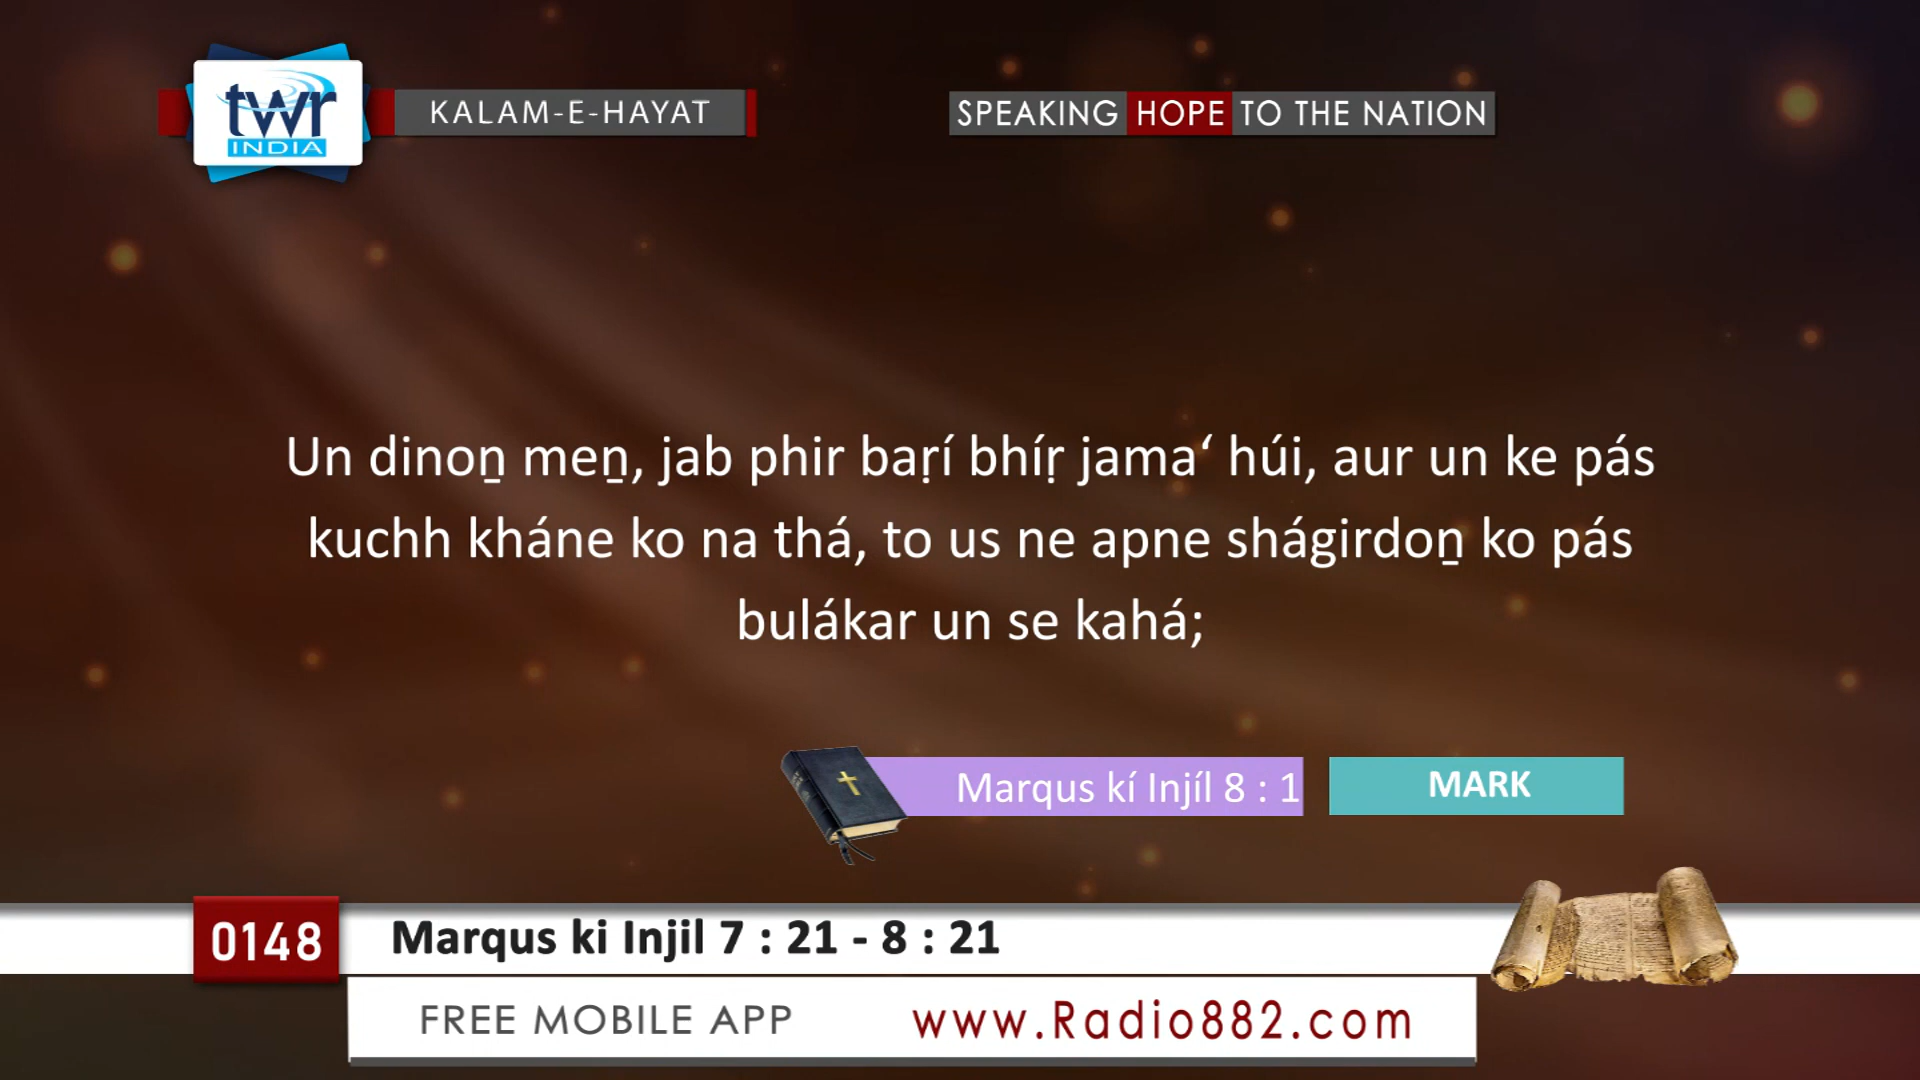 twr
INDIA
KALAM-E-HAYAT
SPEAKING HOPE TO THE NATION
Un dinoṉ meṉ, jab phir baṛí bhíṛ jama‘ húi, aur un ke pás
kuchh kháne ko na thá, to us ne apne shágirdoṉ ko pás
bulákar un se kahá;
Marqus kí Injíl 8 : 1
MARK
0148
Marqus ki Injil 7 : 21 - 8 : 21
FREE MOBILE APP
www.Radio882.com